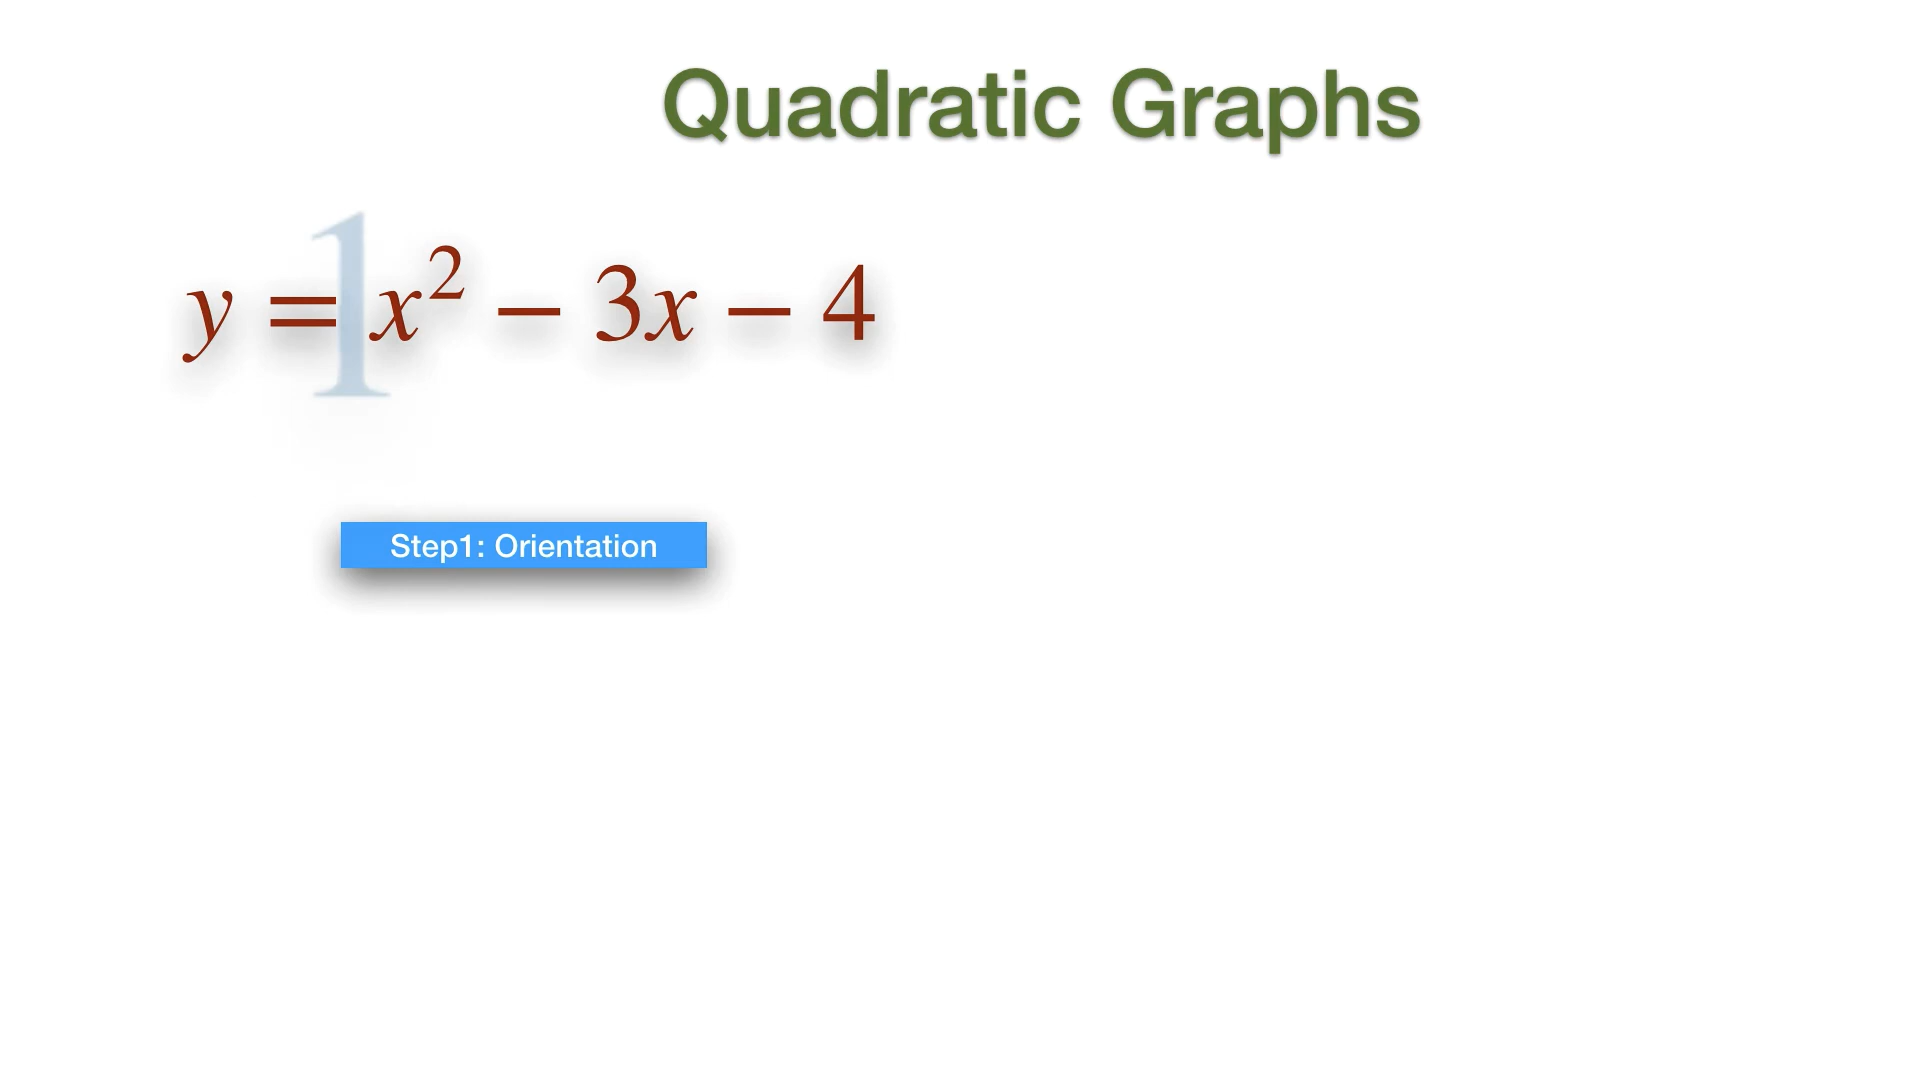 Quadratic Graphs
y = 1x² − 3x − 4
Step1: Orientation